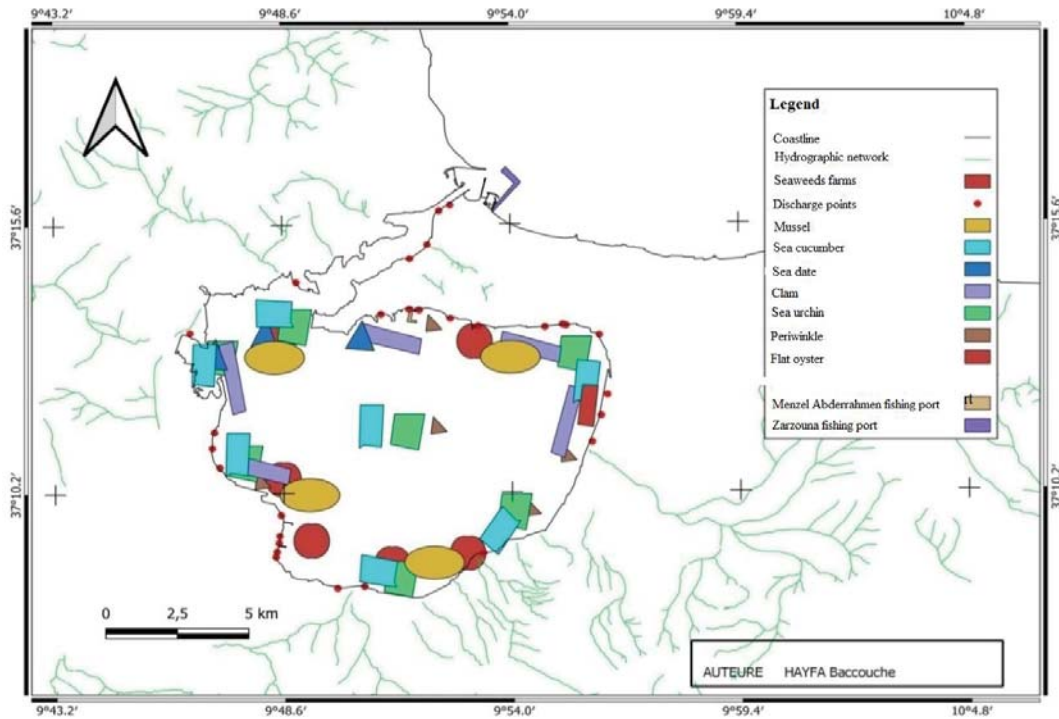 9°43.2’ 9°48.6’ 9°54.0’ 9°59.4’ 10°4.8’
Legend
Coastline
Hydrographic network
Seaweeds farms
Discharge points
Mussel
Sea cucumber
Sea date
Clam
Sea urchin
Periwinkle
Flat oyster
Menzel Abderrahmen fishing port rt
Zarzouna fishing port
37°15.6’ 37°15.6’
37°10.2’ 37°10.2’
0 2,5 5 km
AUTEURE HAYFA Baccouche
9°43.2’ 9°48.6’ 9°54.0’ 9°59.4’ 10°4.8’